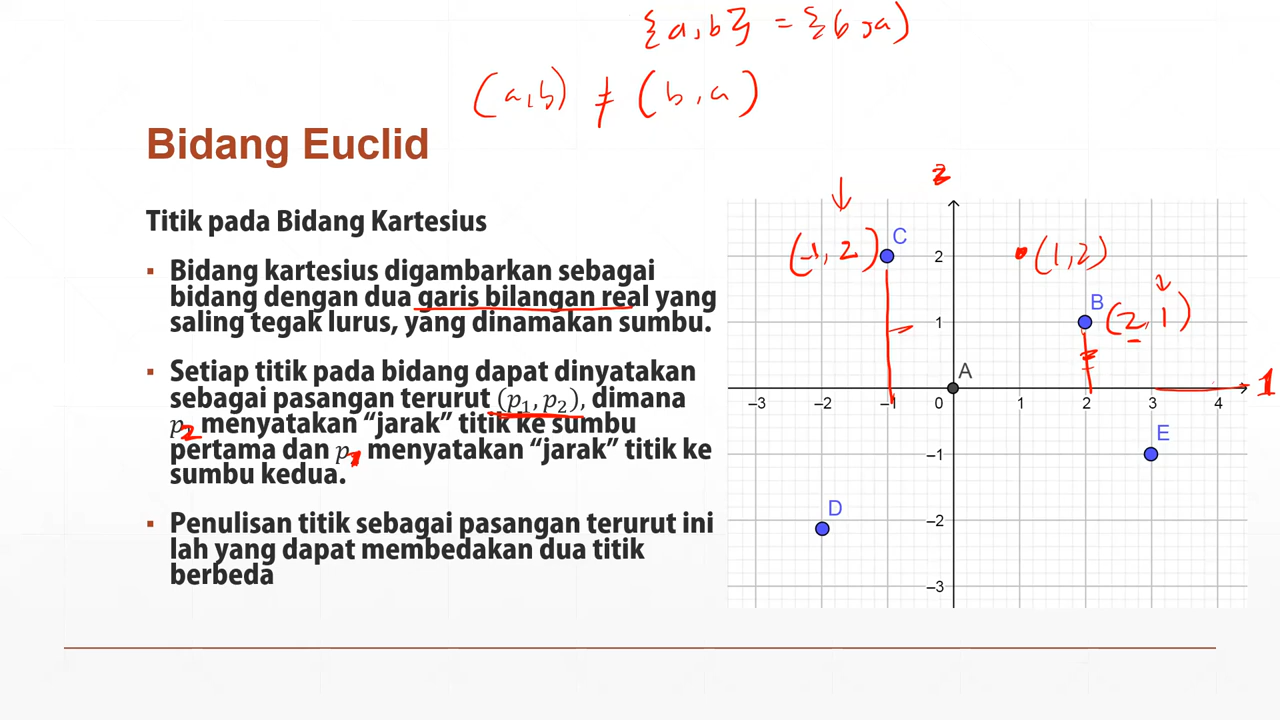 {a,b} = {b,a}
(a,b) ≠ (b,a)
Bidang Euclid
Titik pada Bidang Kartesius
▪ Bidang kartesius digambarkan sebagai
bidang dengan dua garis bilangan real yang
saling tegak lurus, yang dinamakan sumbu.
▪ Setiap titik pada bidang dapat dinyatakan
sebagai pasangan terurut (p₁, p₂), dimana
p₂ menyatakan “jarak” titik ke sumbu
pertama dan p₁ menyatakan “jarak” titik ke
sumbu kedua.
▪ Penulisan titik sebagai pasangan terurut ini
lah yang dapat membedakan dua titik
berbeda
2
(-1, 2) C
2
(1, 2)
B
1
(2, 1)
A
1
−3 −2 −1 0 1 2 3 4
E
−1
D
−2
−3